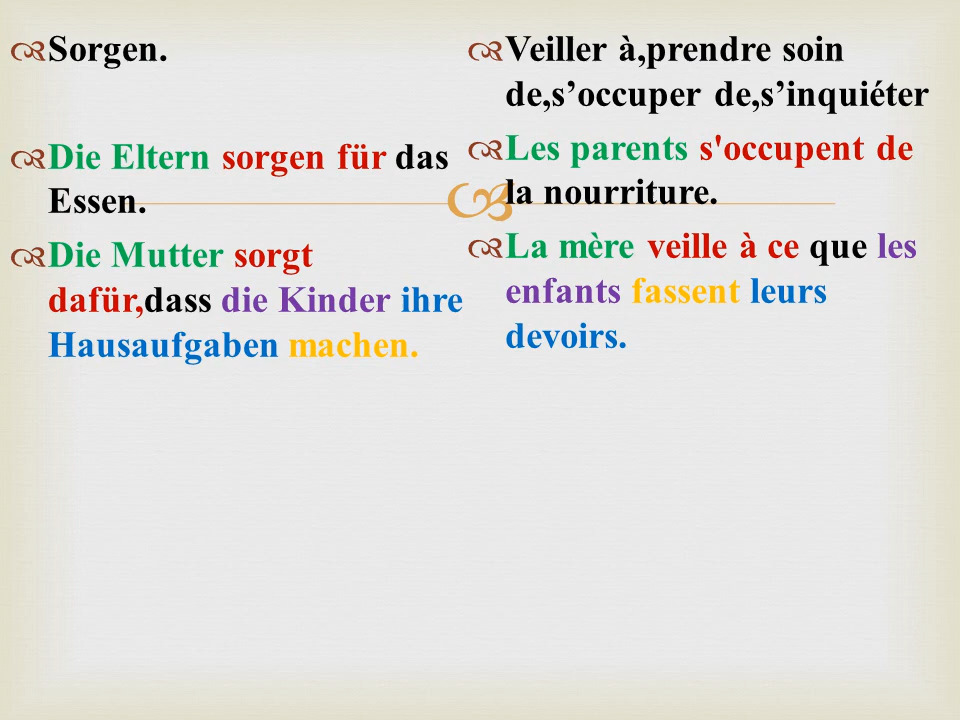 Sorgen.
Die Eltern sorgen für das
Essen.
Die Mutter sorgt
dafür,dass die Kinder ihre
Hausaufgaben machen.
Veiller à,prendre soin
de,s’occuper de,s’inquiéter
Les parents s'occupent de
la nourriture.
La mère veille à ce que les
enfants fassent leurs
devoirs.